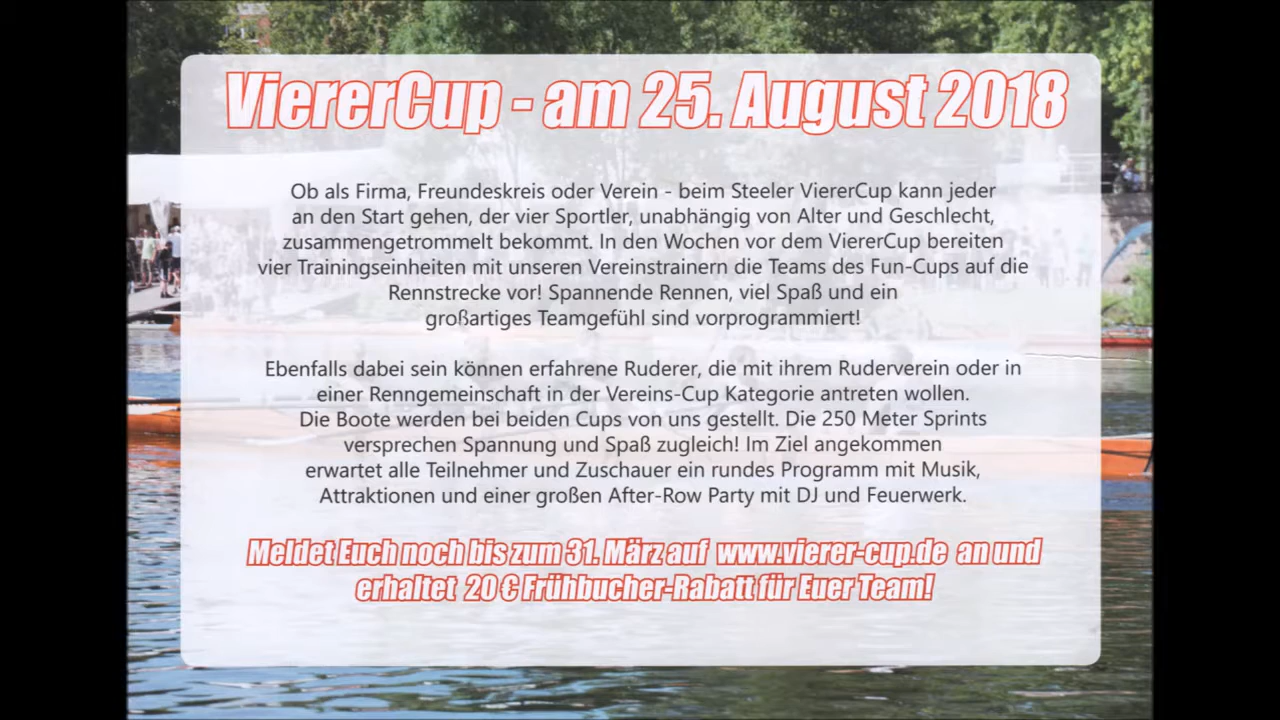 ViererCup - am 25. August 2018
Ob als Firma, Freundeskreis oder Verein - beim Steeler ViererCup kann jeder
an den Start gehen, der vier Sportler, unabhängig von Alter und Geschlecht,
zusammengetrommelt bekommt. In den Wochen vor dem ViererCup bereiten
vier Trainingseinheiten mit unseren Vereinstrainern die Teams des Fun-Cups auf die
Rennstrecke vor! Spannende Rennen, viel Spaß und ein
großartiges Teamgefühl sind vorprogrammiert!
Ebenfalls dabei sein können erfahrene Ruderer, die mit ihrem Ruderverein oder in
einer Renngemeinschaft in der Vereins-Cup Kategorie antreten wollen.
Die Boote werden bei beiden Cups von uns gestellt. Die 250 Meter Sprints
versprechen Spannung und Spaß zugleich! Im Ziel angekommen
erwartet alle Teilnehmer und Zuschauer ein rundes Programm mit Musik,
Attraktionen und einer großen After-Row Party mit DJ und Feuerwerk.
Meldet Euch noch bis zum 31. März auf www.vierer-cup.de an und
erhaltet 20 € Frühbucher-Rabatt für Euer Team!